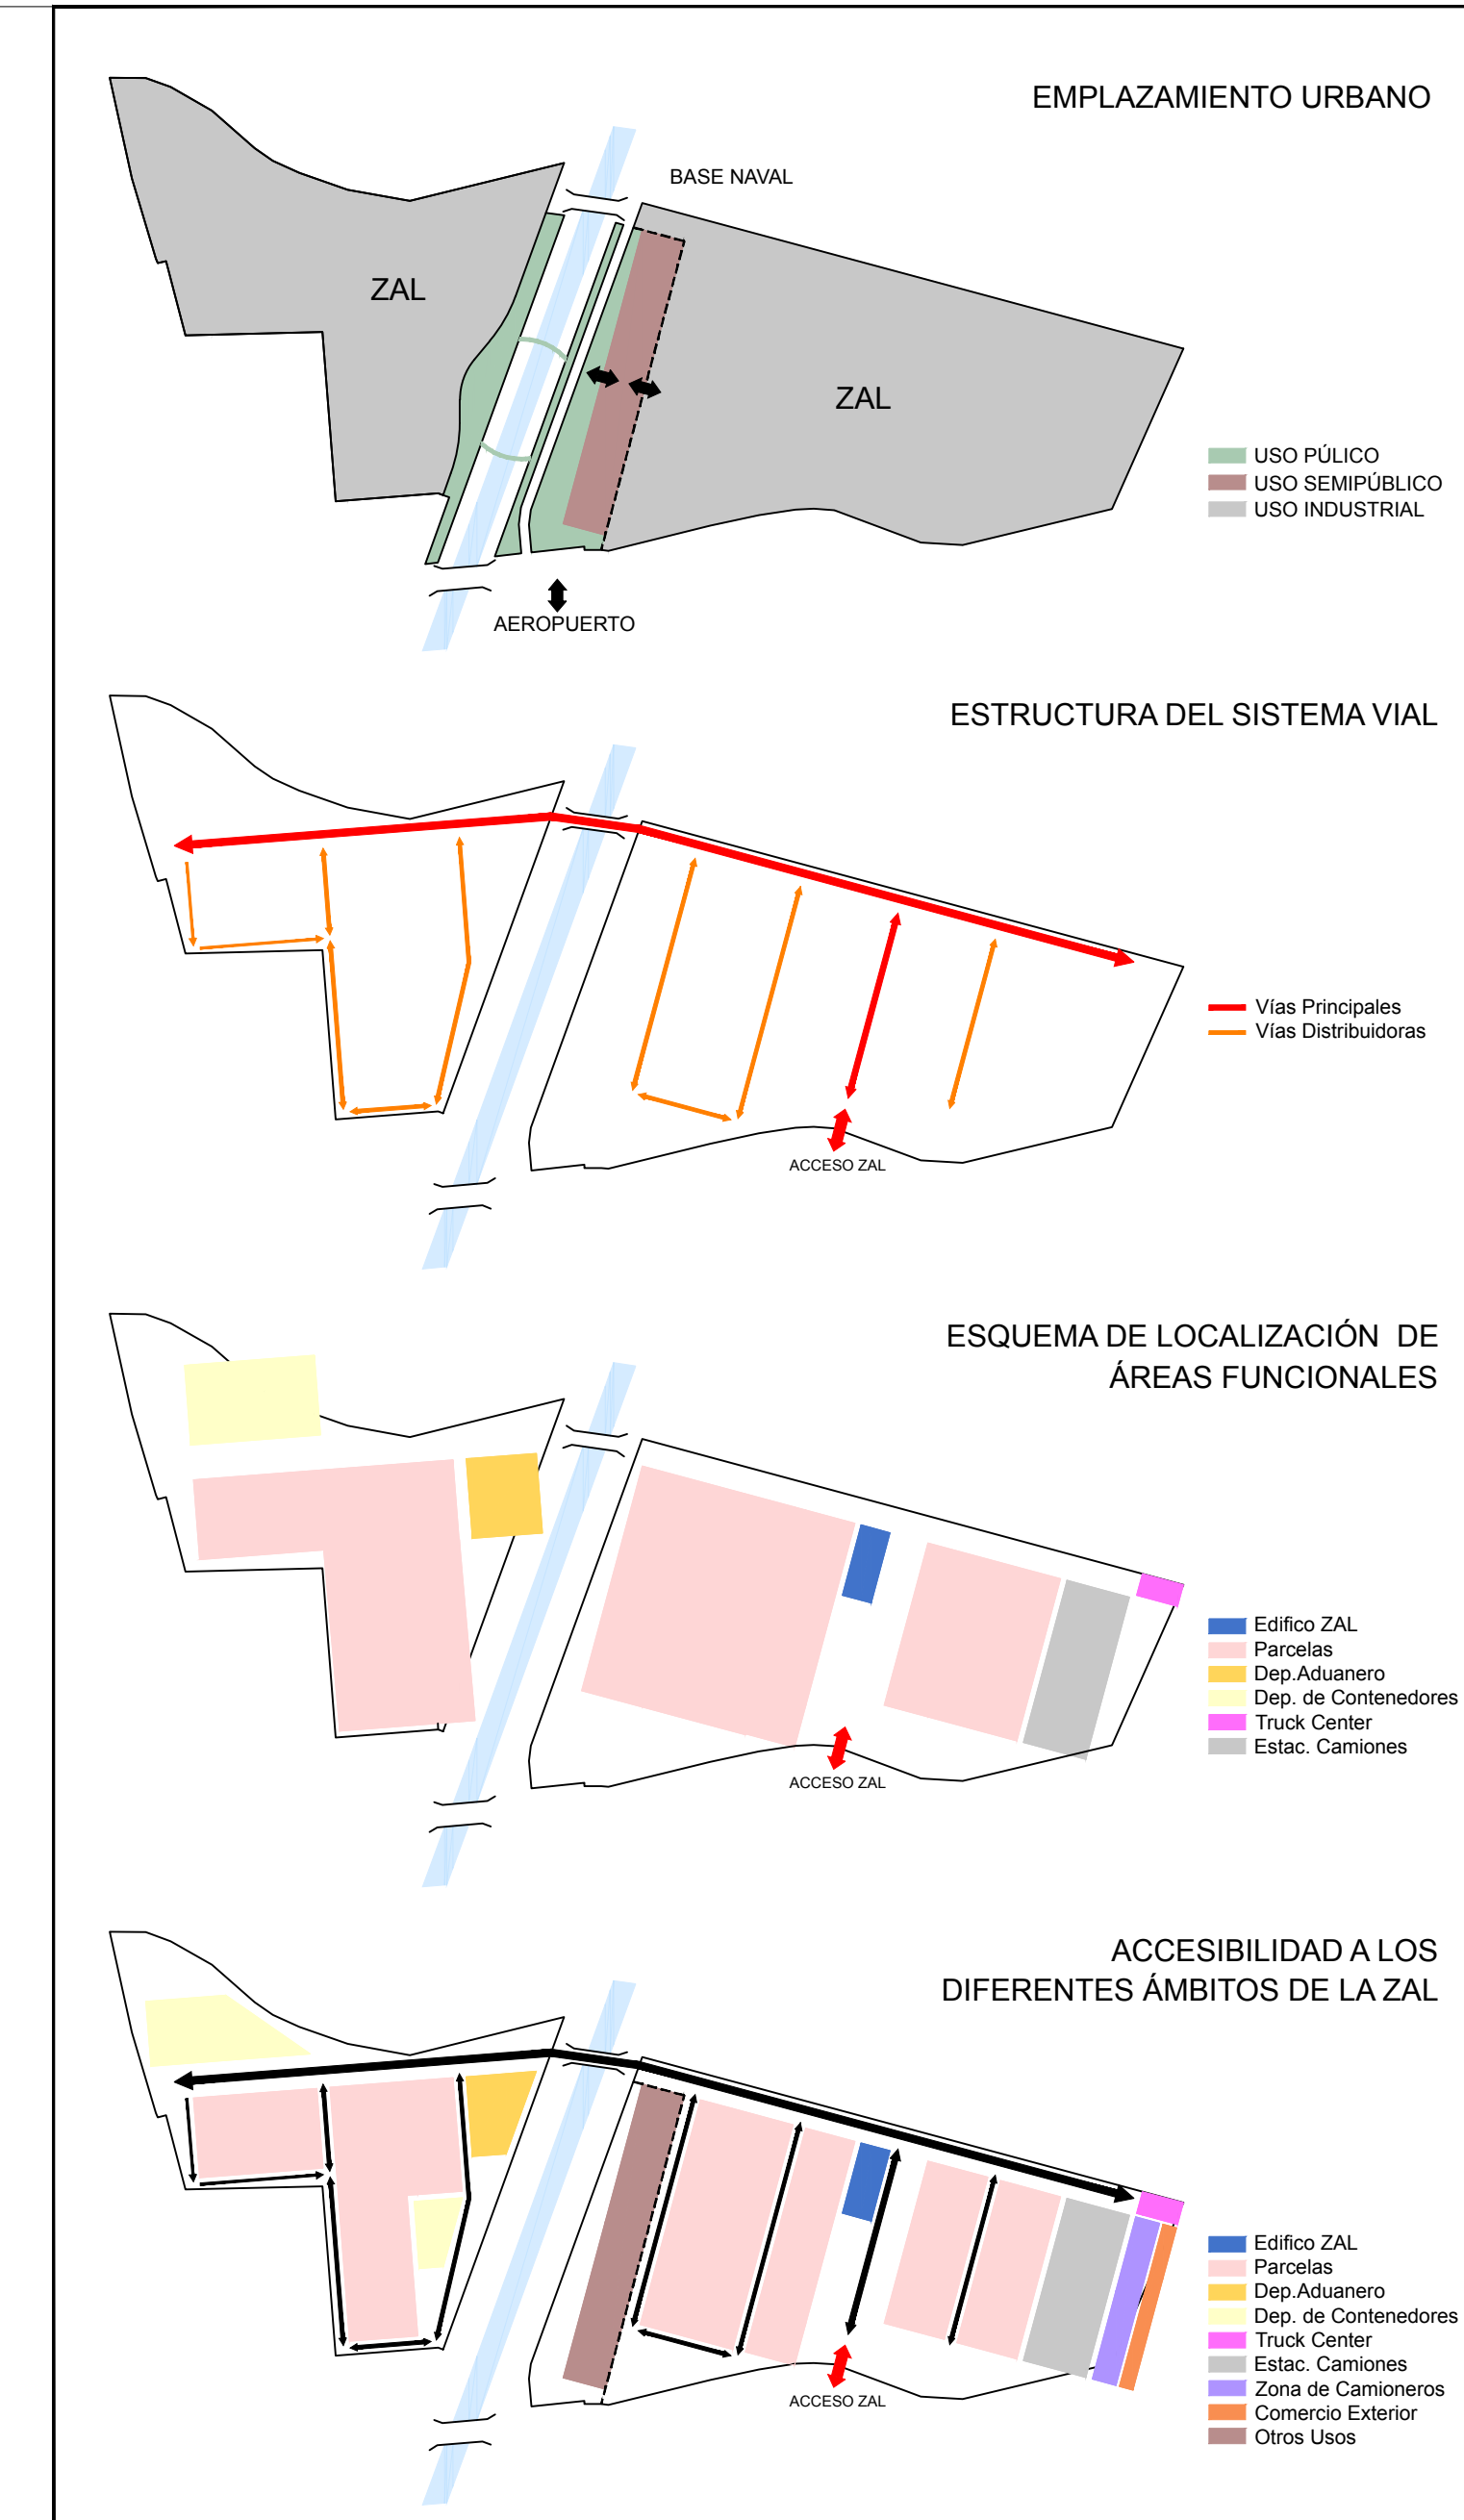 EMPLAZAMIENTO URBANO
BASE NAVAL
ZAL
ZAL
USO PÚLICO
USO SEMIPÚBLICO
USO INDUSTRIAL
AEROPUERTO
ESTRUCTURA DEL SISTEMA VIAL
Vías Principales
Vías Distribuidoras
ACCESO ZAL
ESQUEMA DE LOCALIZACIÓN DE
ÁREAS FUNCIONALES
Edifico ZAL
Parcelas
Dep.Aduanero
Dep. de Contenedores
Truck Center
Estac. Camiones
ACCESO ZAL
ACCESIBILIDAD A LOS
DIFERENTES ÁMBITOS DE LA ZAL
Edifico ZAL
Parcelas
Dep.Aduanero
Dep. de Contenedores
Truck Center
Estac. Camiones
Zona de Camioneros
Comercio Exterior
Otros Usos
ACCESO ZAL